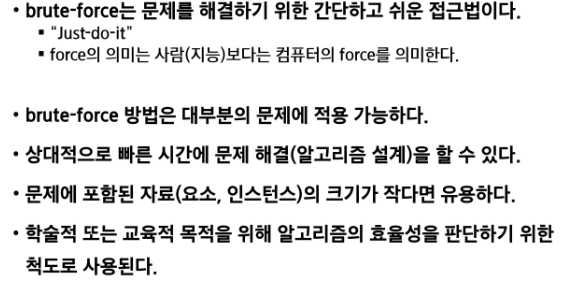 • brute-force는 문제를 해결하기 위한 간단하고 쉬운 접근법이다.
▪ “Just-do-it”
▪ force의 의미는 사람(지능)보다는 컴퓨터의 force를 의미한다.
• brute-force 방법은 대부분의 문제에 적용 가능하다.
• 상대적으로 빠른 시간에 문제 해결(알고리즘 설계)을 할 수 있다.
• 문제에 포함된 자료(요소, 인스턴스)의 크기가 작다면 유용하다.
• 학술적 또는 교육적 목적을 위해 알고리즘의 효율성을 판단하기 위한
척도로 사용된다.